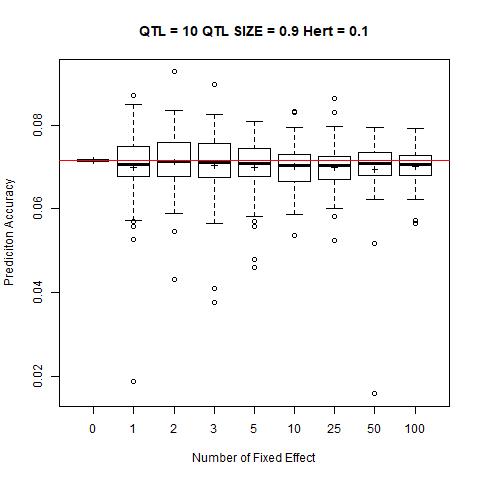 QTL = 10 QTL SIZE = 0.9 Hert = 0.1
Prediciton Accuracy
0.08
0.06
0.04
0.02
0 1 2 3 5 10 25 50 100
Number of Fixed Effect